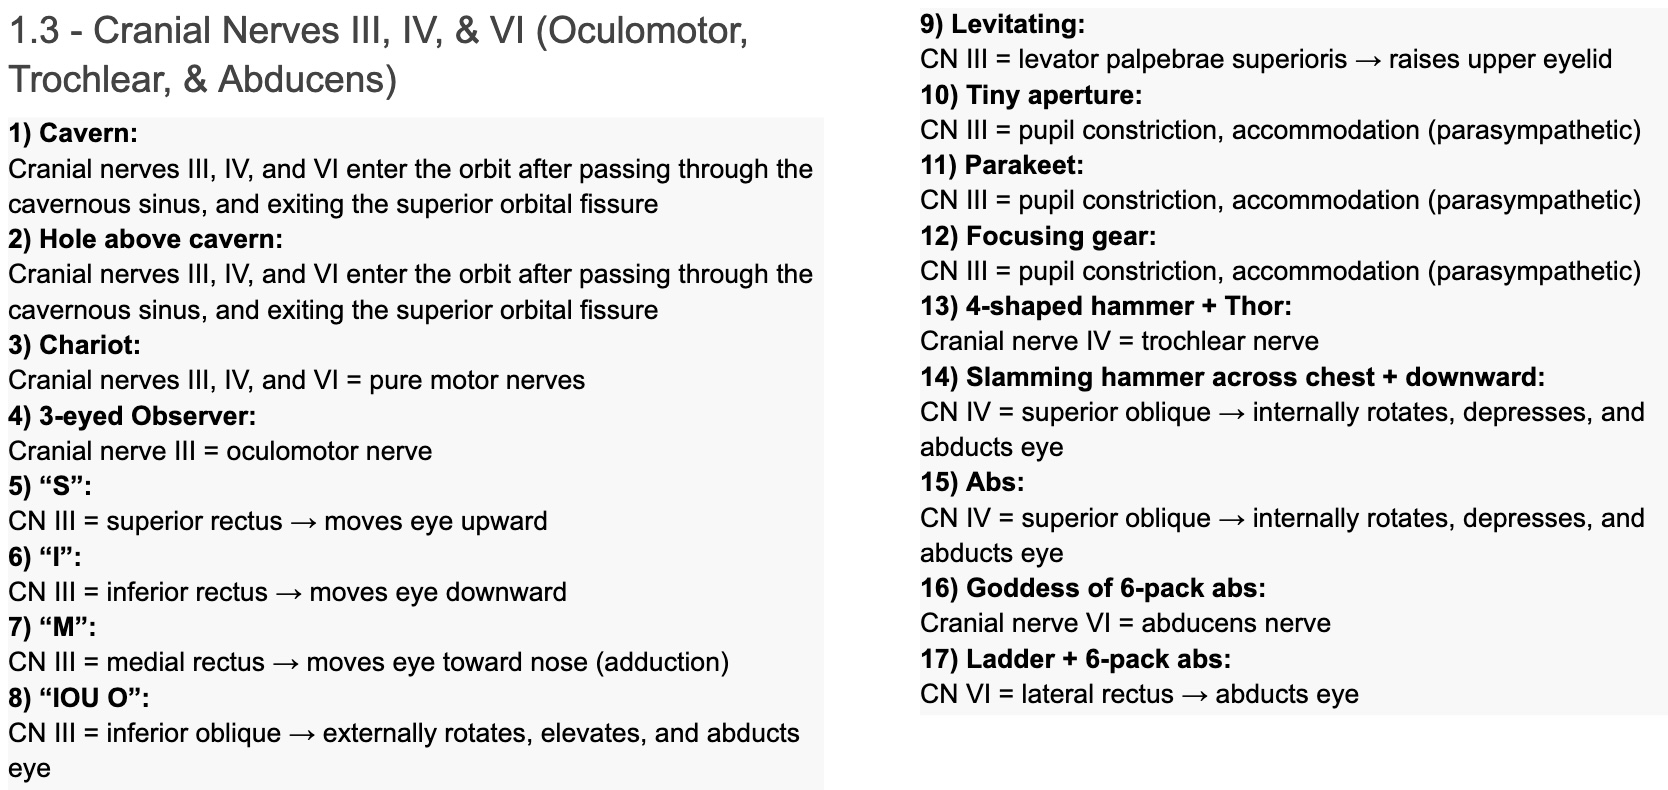 1.3 - Cranial Nerves III, IV, & VI (Oculomotor,
Trochlear, & Abducens)
1) Cavern:
Cranial nerves III, IV, and VI enter the orbit after passing through the
cavernous sinus, and exiting the superior orbital fissure
2) Hole above cavern:
Cranial nerves III, IV, and VI enter the orbit after passing through the
cavernous sinus, and exiting the superior orbital fissure
3) Chariot:
Cranial nerves III, IV, and VI = pure motor nerves
4) 3-eyed Observer:
Cranial nerve III = oculomotor nerve
5) “S”:
CN III = superior rectus → moves eye upward
6) “I”:
CN III = inferior rectus → moves eye downward
7) “M”:
CN III = medial rectus → moves eye toward nose (adduction)
8) “IOU O”:
CN III = inferior oblique → externally rotates, elevates, and abducts
eye
9) Levitating:
CN III = levator palpebrae superioris → raises upper eyelid
10) Tiny aperture:
CN III = pupil constriction, accommodation (parasympathetic)
11) Parakeet:
CN III = pupil constriction, accommodation (parasympathetic)
12) Focusing gear:
CN III = pupil constriction, accommodation (parasympathetic)
13) 4-shaped hammer + Thor:
Cranial nerve IV = trochlear nerve
14) Slamming hammer across chest + downward:
CN IV = superior oblique → internally rotates, depresses, and
abducts eye
15) Abs:
CN IV = superior oblique → internally rotates, depresses, and
abducts eye
16) Goddess of 6-pack abs:
Cranial nerve VI = abducens nerve
17) Ladder + 6-pack abs:
CN VI = lateral rectus → abducts eye